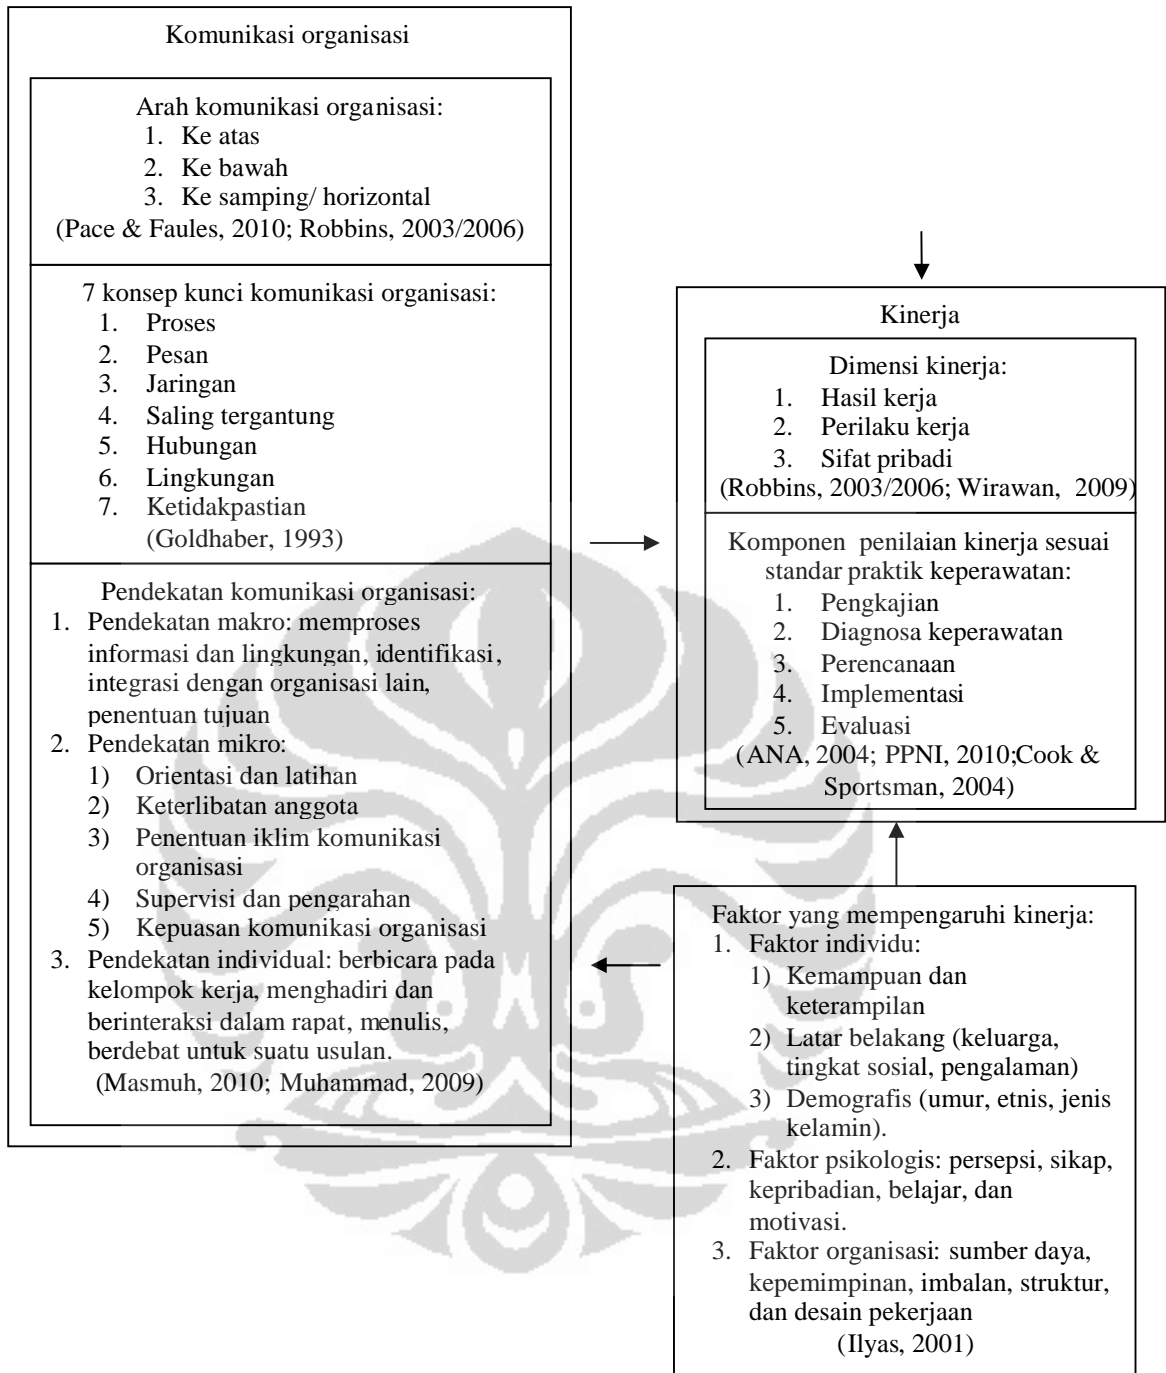 Komunikasi organisasi
Arah komunikasi organisasi:
1. Ke atas
2. Ke bawah
3. Ke samping/ horizontal
(Pace & Faules, 2010; Robbins, 2003/2006)
7 konsep kunci komunikasi organisasi:
1. Proses
2. Pesan
3. Jaringan
4. Saling tergantung
5. Hubungan
6. Lingkungan
7. Ketidakpastian
(Goldhaber, 1993)
Pendekatan komunikasi organisasi:
1. Pendekatan makro: memproses
informasi dan lingkungan, identifikasi,
integrasi dengan organisasi lain,
penentuan tujuan
2. Pendekatan mikro:
1) Orientasi dan latihan
2) Keterlibatan anggota
3) Penentuan iklim komunikasi
organisasi
4) Supervisi dan pengarahan
5) Kepuasan komunikasi organisasi
3. Pendekatan individual: berbicara pada
kelompok kerja, menghadiri dan
berinteraksi dalam rapat, menulis,
berdebat untuk suatu usulan.
(Masmuh, 2010; Muhammad, 2009)
Kinerja
Dimensi kinerja:
1. Hasil kerja
2. Perilaku kerja
3. Sifat pribadi
(Robbins, 2003/2006; Wirawan, 2009)
Komponen penilaian kinerja sesuai
standar praktik keperawatan:
1. Pengkajian
2. Diagnosa keperawatan
3. Perencanaan
4. Implementasi
5. Evaluasi
(ANA, 2004; PPNI, 2010;Cook &
Sportsman, 2004)
Faktor yang mempengaruhi kinerja:
1. Faktor individu:
1) Kemampuan dan
keterampilan
2) Latar belakang (keluarga,
tingkat sosial, pengalaman)
3) Demografis (umur, etnis, jenis
kelamin).
2. Faktor psikologis: persepsi, sikap,
kepribadian, belajar, dan
motivasi.
3. Faktor organisasi: sumber daya,
kepemimpinan, imbalan, struktur,
dan desain pekerjaan
(Ilyas, 2001)